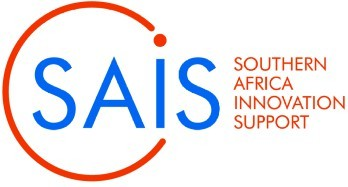 SAiS
SOUTHERN
AFRICA
INNOVATION
SUPPORT